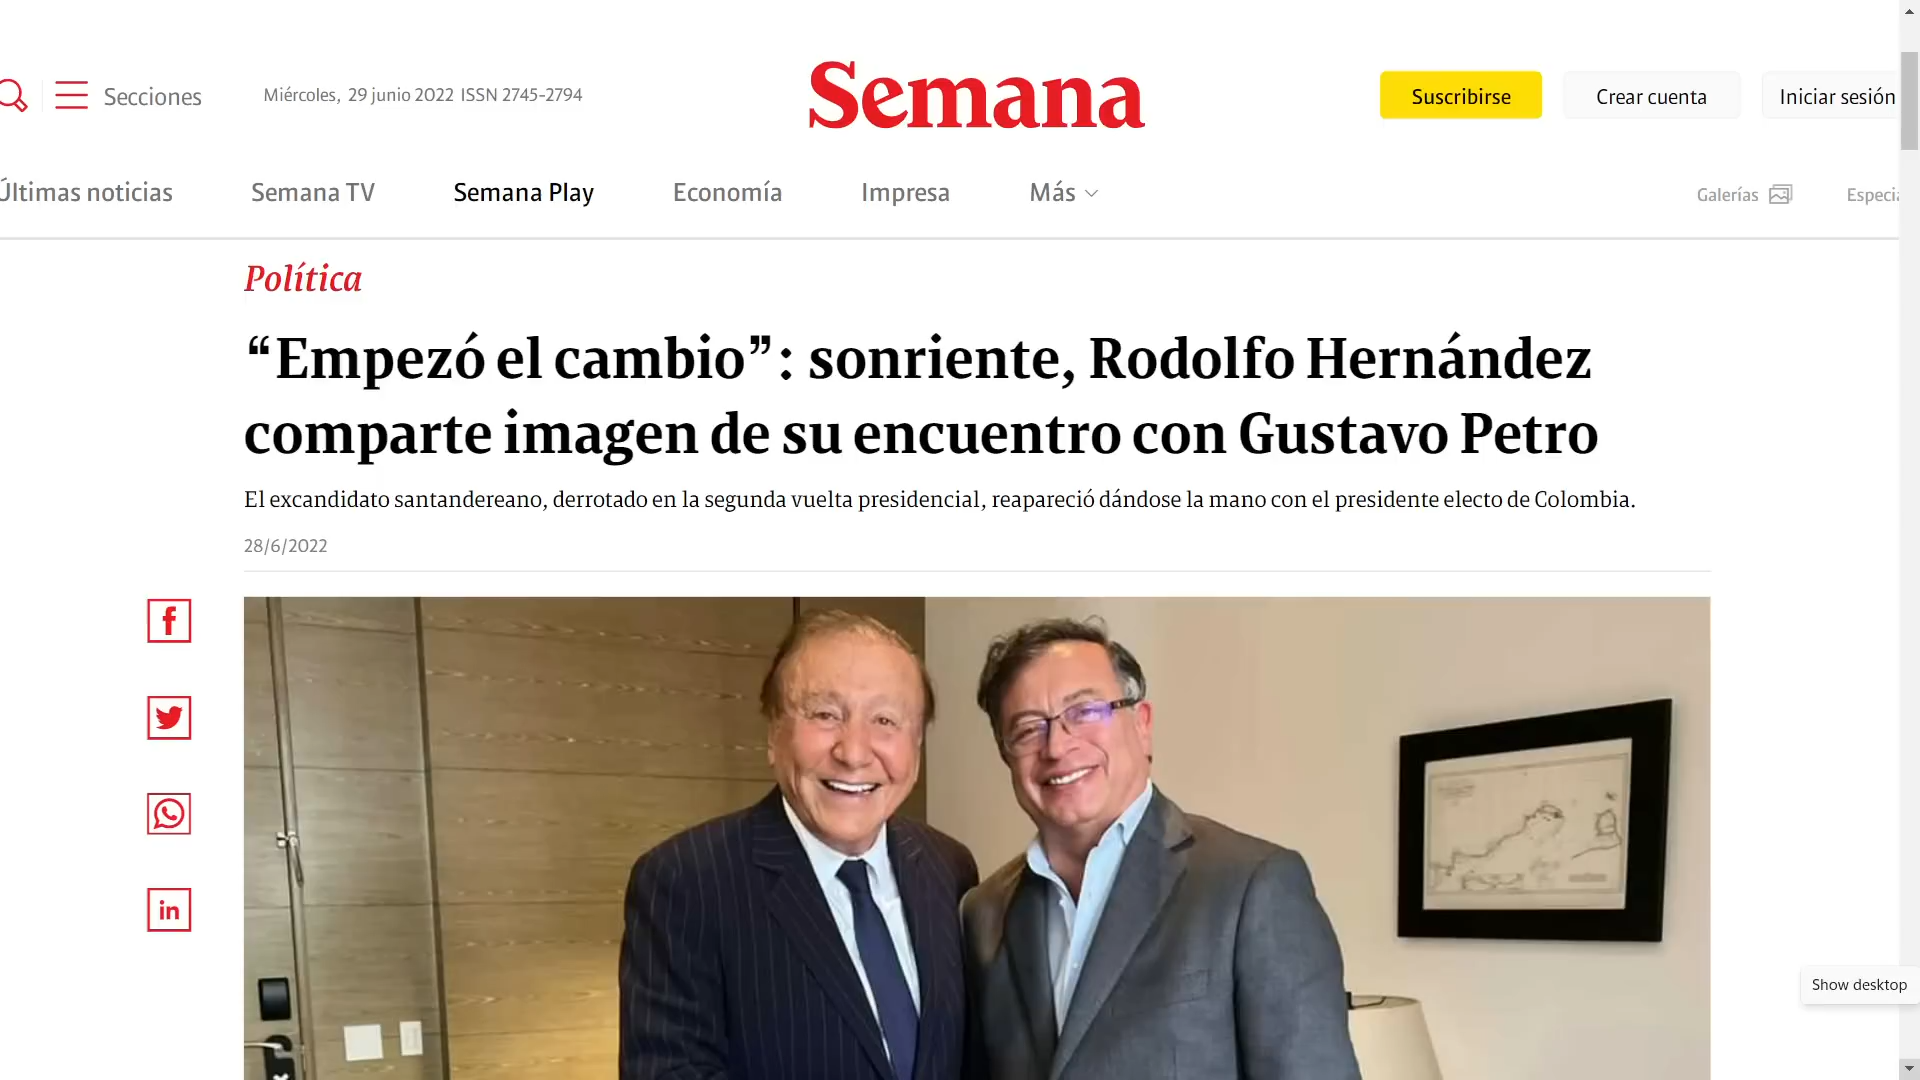 Secciones
Miércoles, 29 junio 2022 ISSN 2745-2794
Semana
Suscribirse
Crear cuenta
Iniciar sesión
Últimas noticias
Semana TV
Semana Play
Economía
Impresa
Más
Galerías
Política
“Empezó el cambio”: sonriente, Rodolfo Hernández
comparte imagen de su encuentro con Gustavo Petro
El excandidato santandereano, derrotado en la segunda vuelta presidencial, reapareció dándose la mano con el presidente electo de Colombia.
28/6/2022
f
in
Show desktop